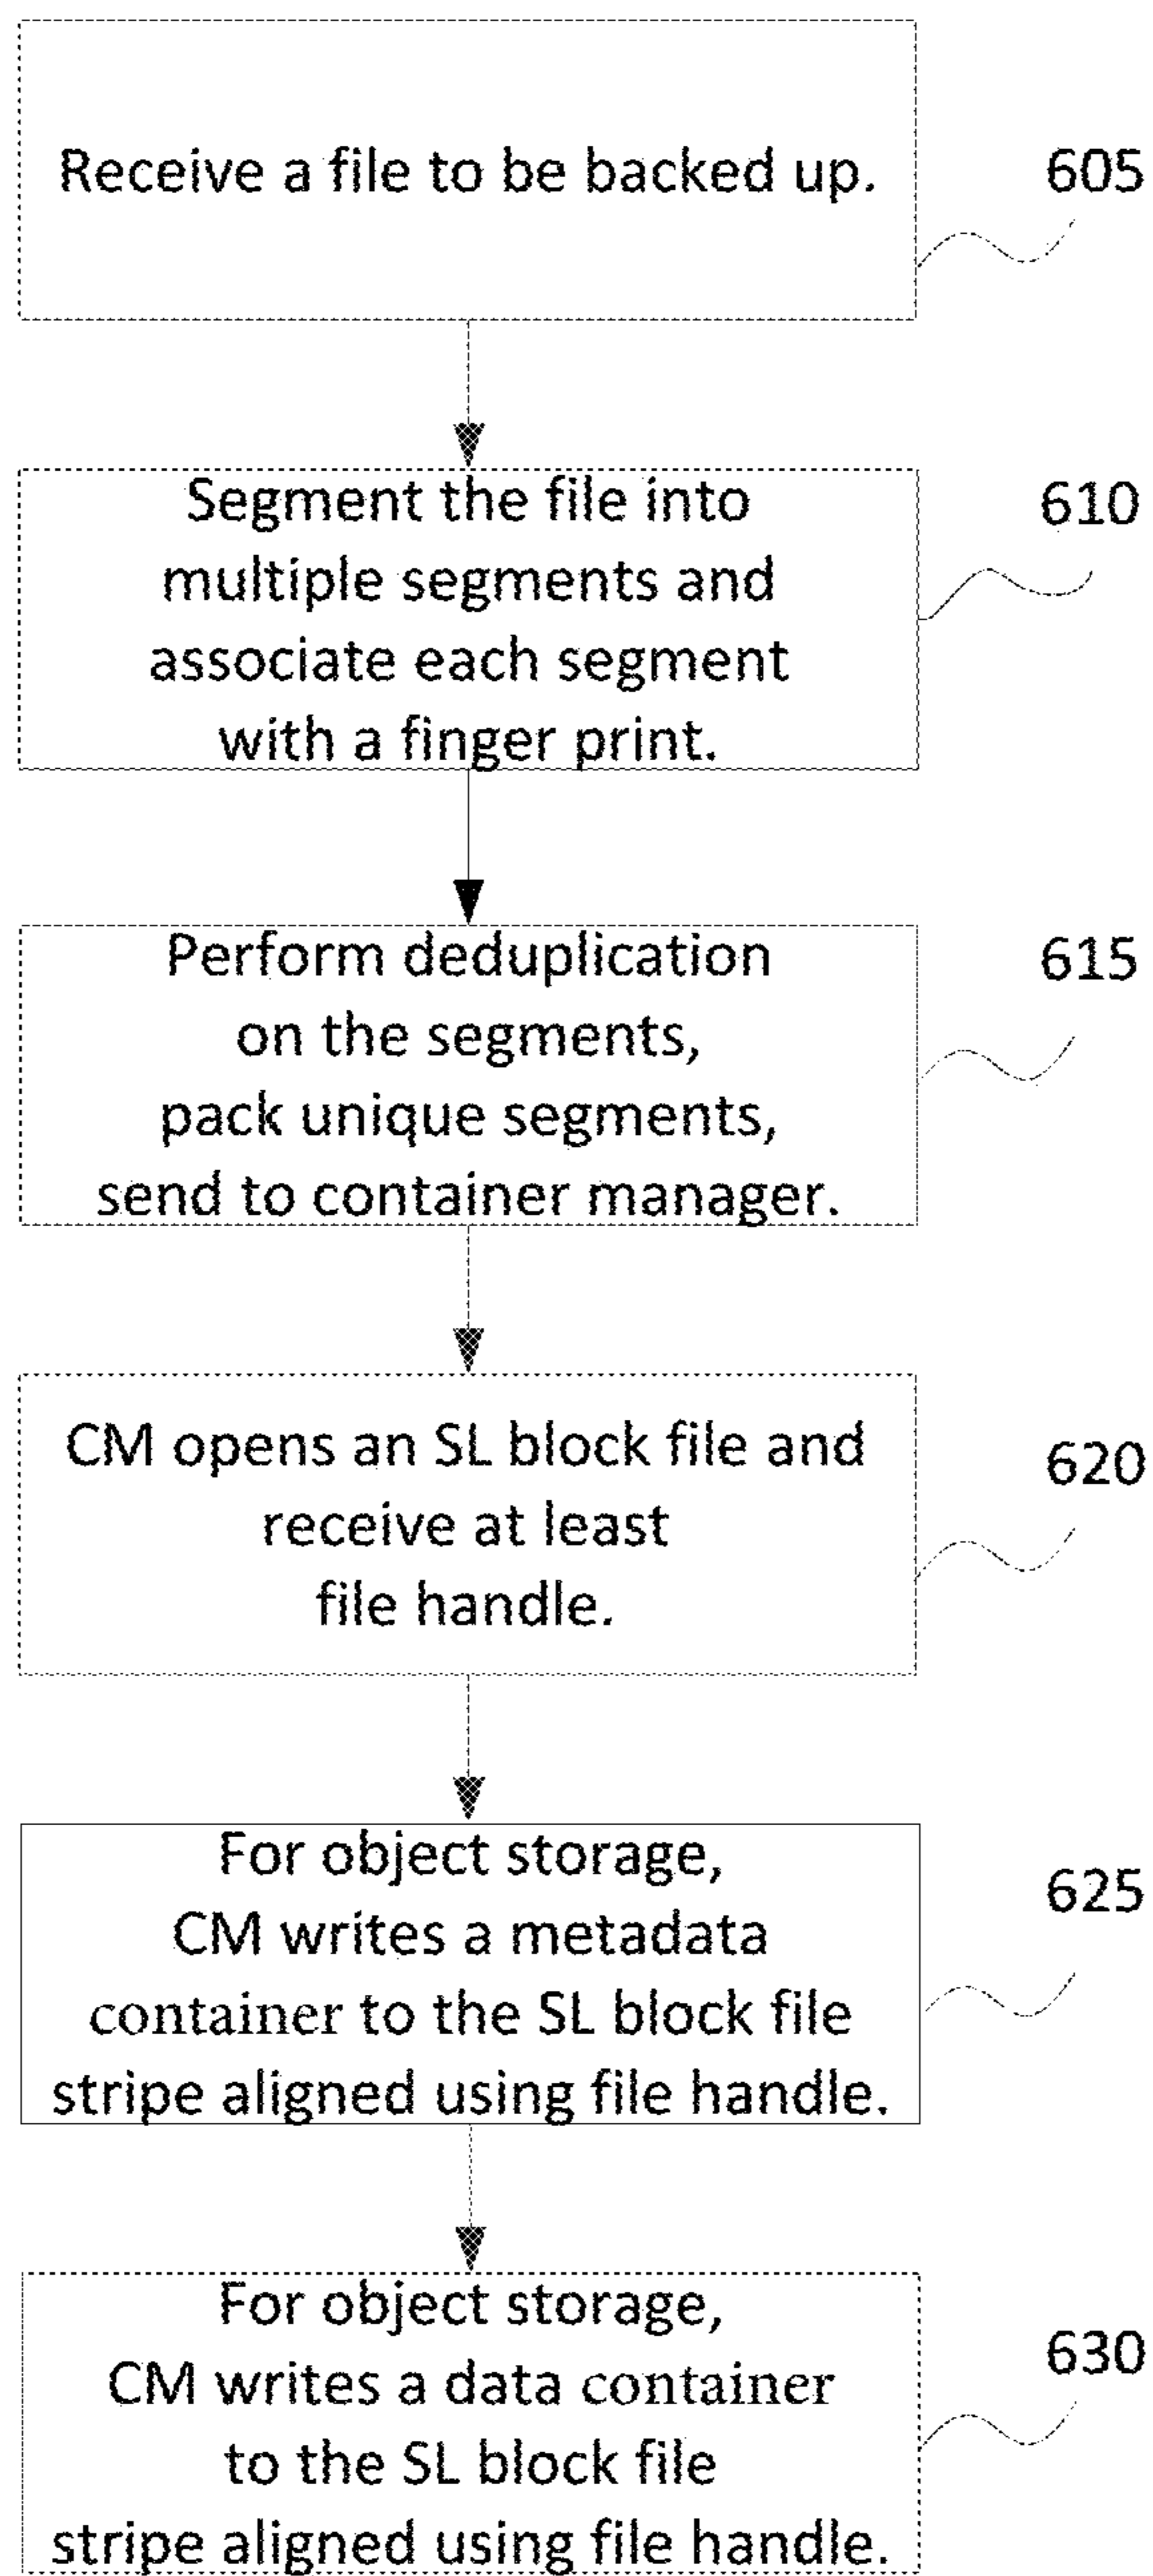 Receive a file to be backed up.
605
Segment the file into
multiple segments and
associate each segment
with a finger print.
610
Perform deduplication
on the segments,
pack unique segments,
send to container manager.
615
CM opens an SL block file and
receive at least
file handle.
620
For object storage,
CM writes a metadata
container to the SL block file
stripe aligned using file handle.
625
For object storage,
CM writes a data container
to the SL block file
stripe aligned using file handle.
630